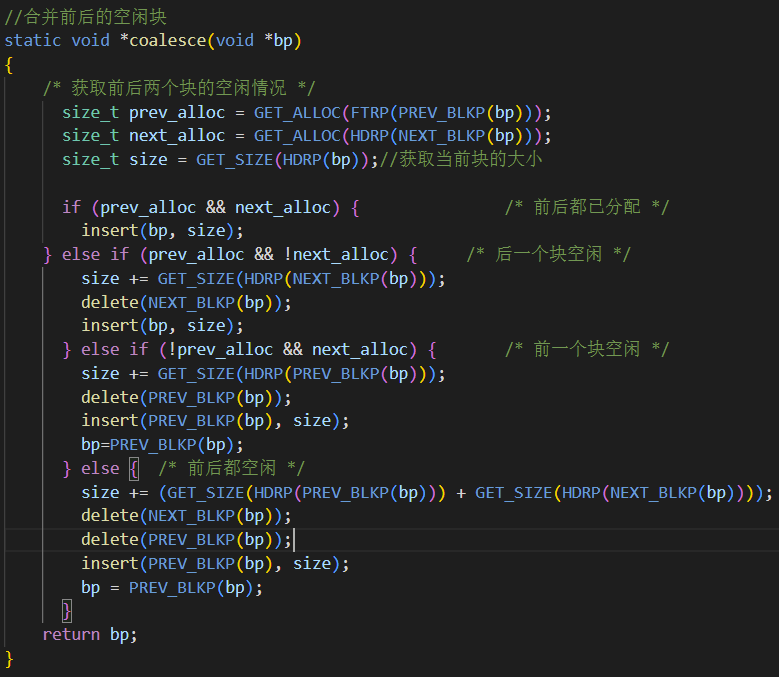 //合并前后的空闲块
static void *coalesce(void *bp)
{
    /* 获取前后两个块的空闲情况 */
      size_t prev_alloc = GET_ALLOC(FTRP(PREV_BLKP(bp)));
      size_t next_alloc = GET_ALLOC(HDRP(NEXT_BLKP(bp)));
      size_t size = GET_SIZE(HDRP(bp));//获取当前块的大小
      if (prev_alloc && next_alloc) {               /* 前后都已分配 */
        insert(bp, size);
    } else if (prev_alloc && !next_alloc) {     /* 后一个块空闲 */
        size += GET_SIZE(HDRP(NEXT_BLKP(bp)));
        delete(NEXT_BLKP(bp));
        insert(bp, size);
      } else if (!prev_alloc && next_alloc) {       /* 前一个块空闲 */
        size += GET_SIZE(HDRP(PREV_BLKP(bp)));
        delete(PREV_BLKP(bp));
        insert(PREV_BLKP(bp), size);
        bp=PREV_BLKP(bp);
      } else {  /* 前后都空闲 */
        size += (GET_SIZE(HDRP(PREV_BLKP(bp))) + GET_SIZE(HDRP(NEXT_BLKP(bp))));
        delete(NEXT_BLKP(bp));
        delete(PREV_BLKP(bp));
        insert(PREV_BLKP(bp), size);
        bp = PREV_BLKP(bp);
      }
    return bp;
}